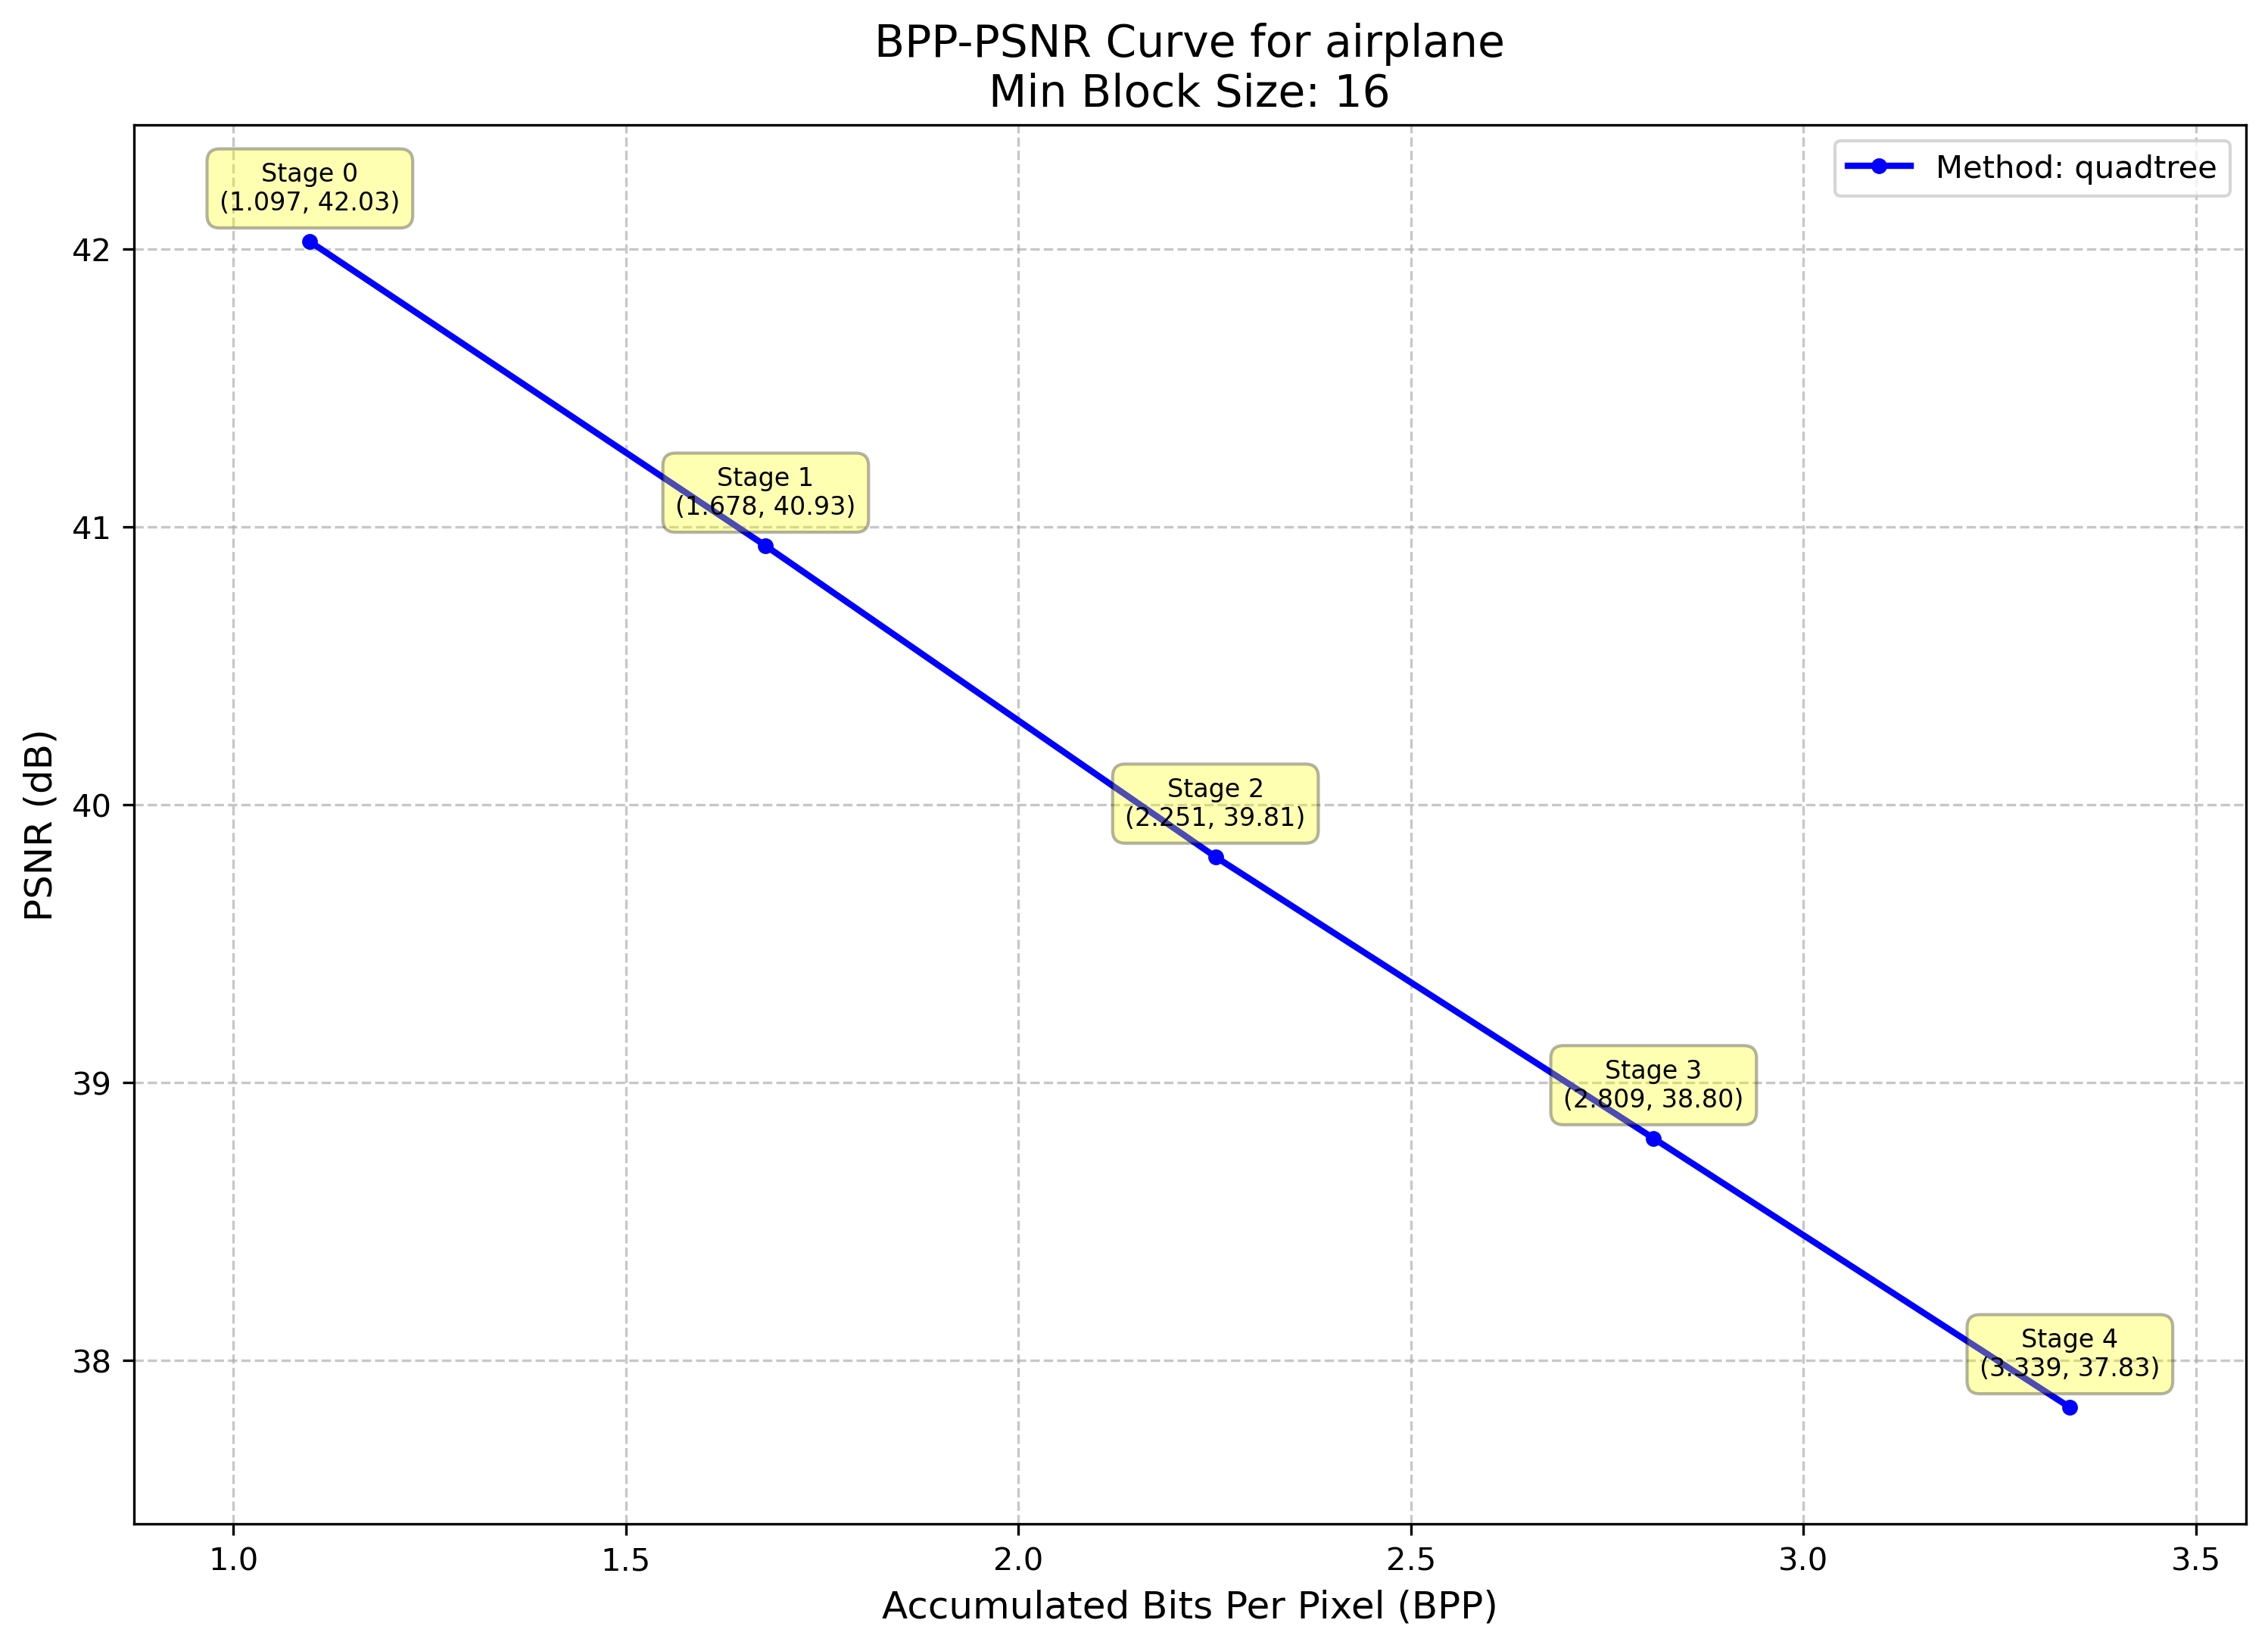 BPP-PSNR Curve for airplane
Min Block Size: 16
Method: quadtree
Stage 0
(1.097, 42.03)
Stage 1
(1.678, 40.93)
Stage 2
(2.251, 39.81)
Stage 3
(2.809, 38.80)
Stage 4
(3.339, 37.83)
42
41
40
39
38
PSNR (dB)
1.0 1.5 2.0 2.5 3.0 3.5
Accumulated Bits Per Pixel (BPP)